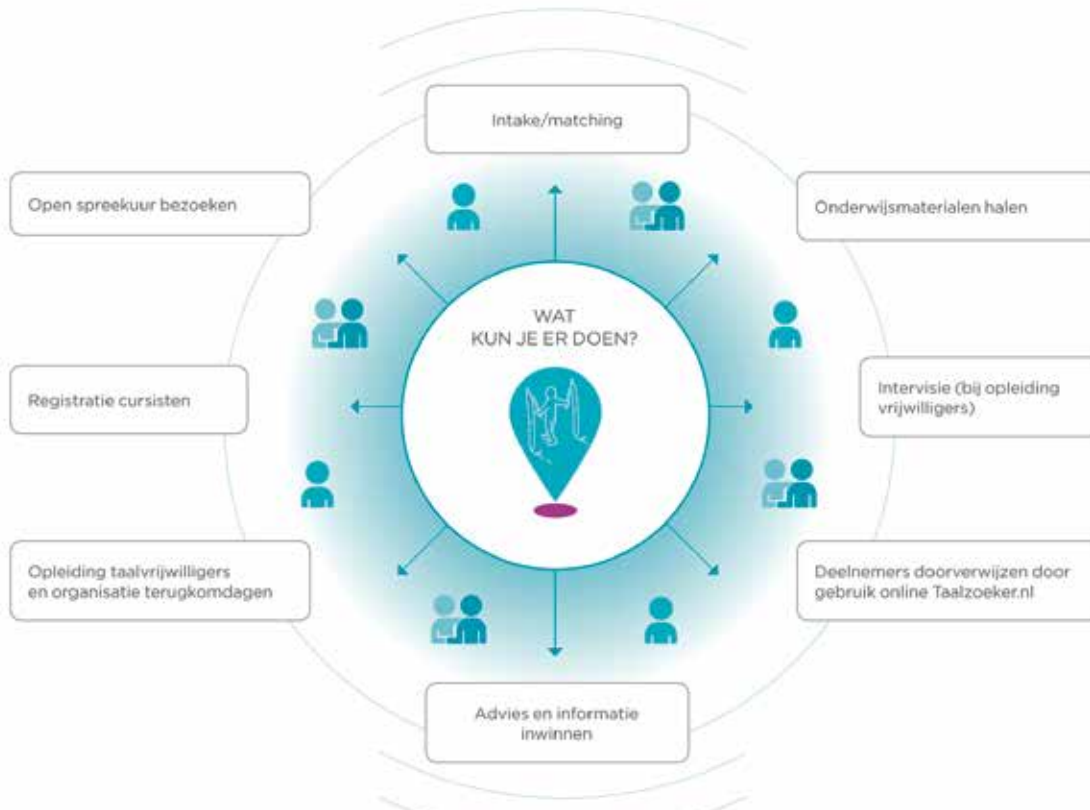 Intake/matching
Open spreekuur bezoeken
Onderwijsmaterialen halen
WAT
KUN JE ER DOEN?
Registratie cursisten
Intervisie (bij opleiding
vrijwilligers)
Opleiding taalvrijwilligers
en organisatie terugkomdagen
Deelnemers doorverwijzen door
gebruik online Taalzoeker.nl
Advies en informatie
inwinnen